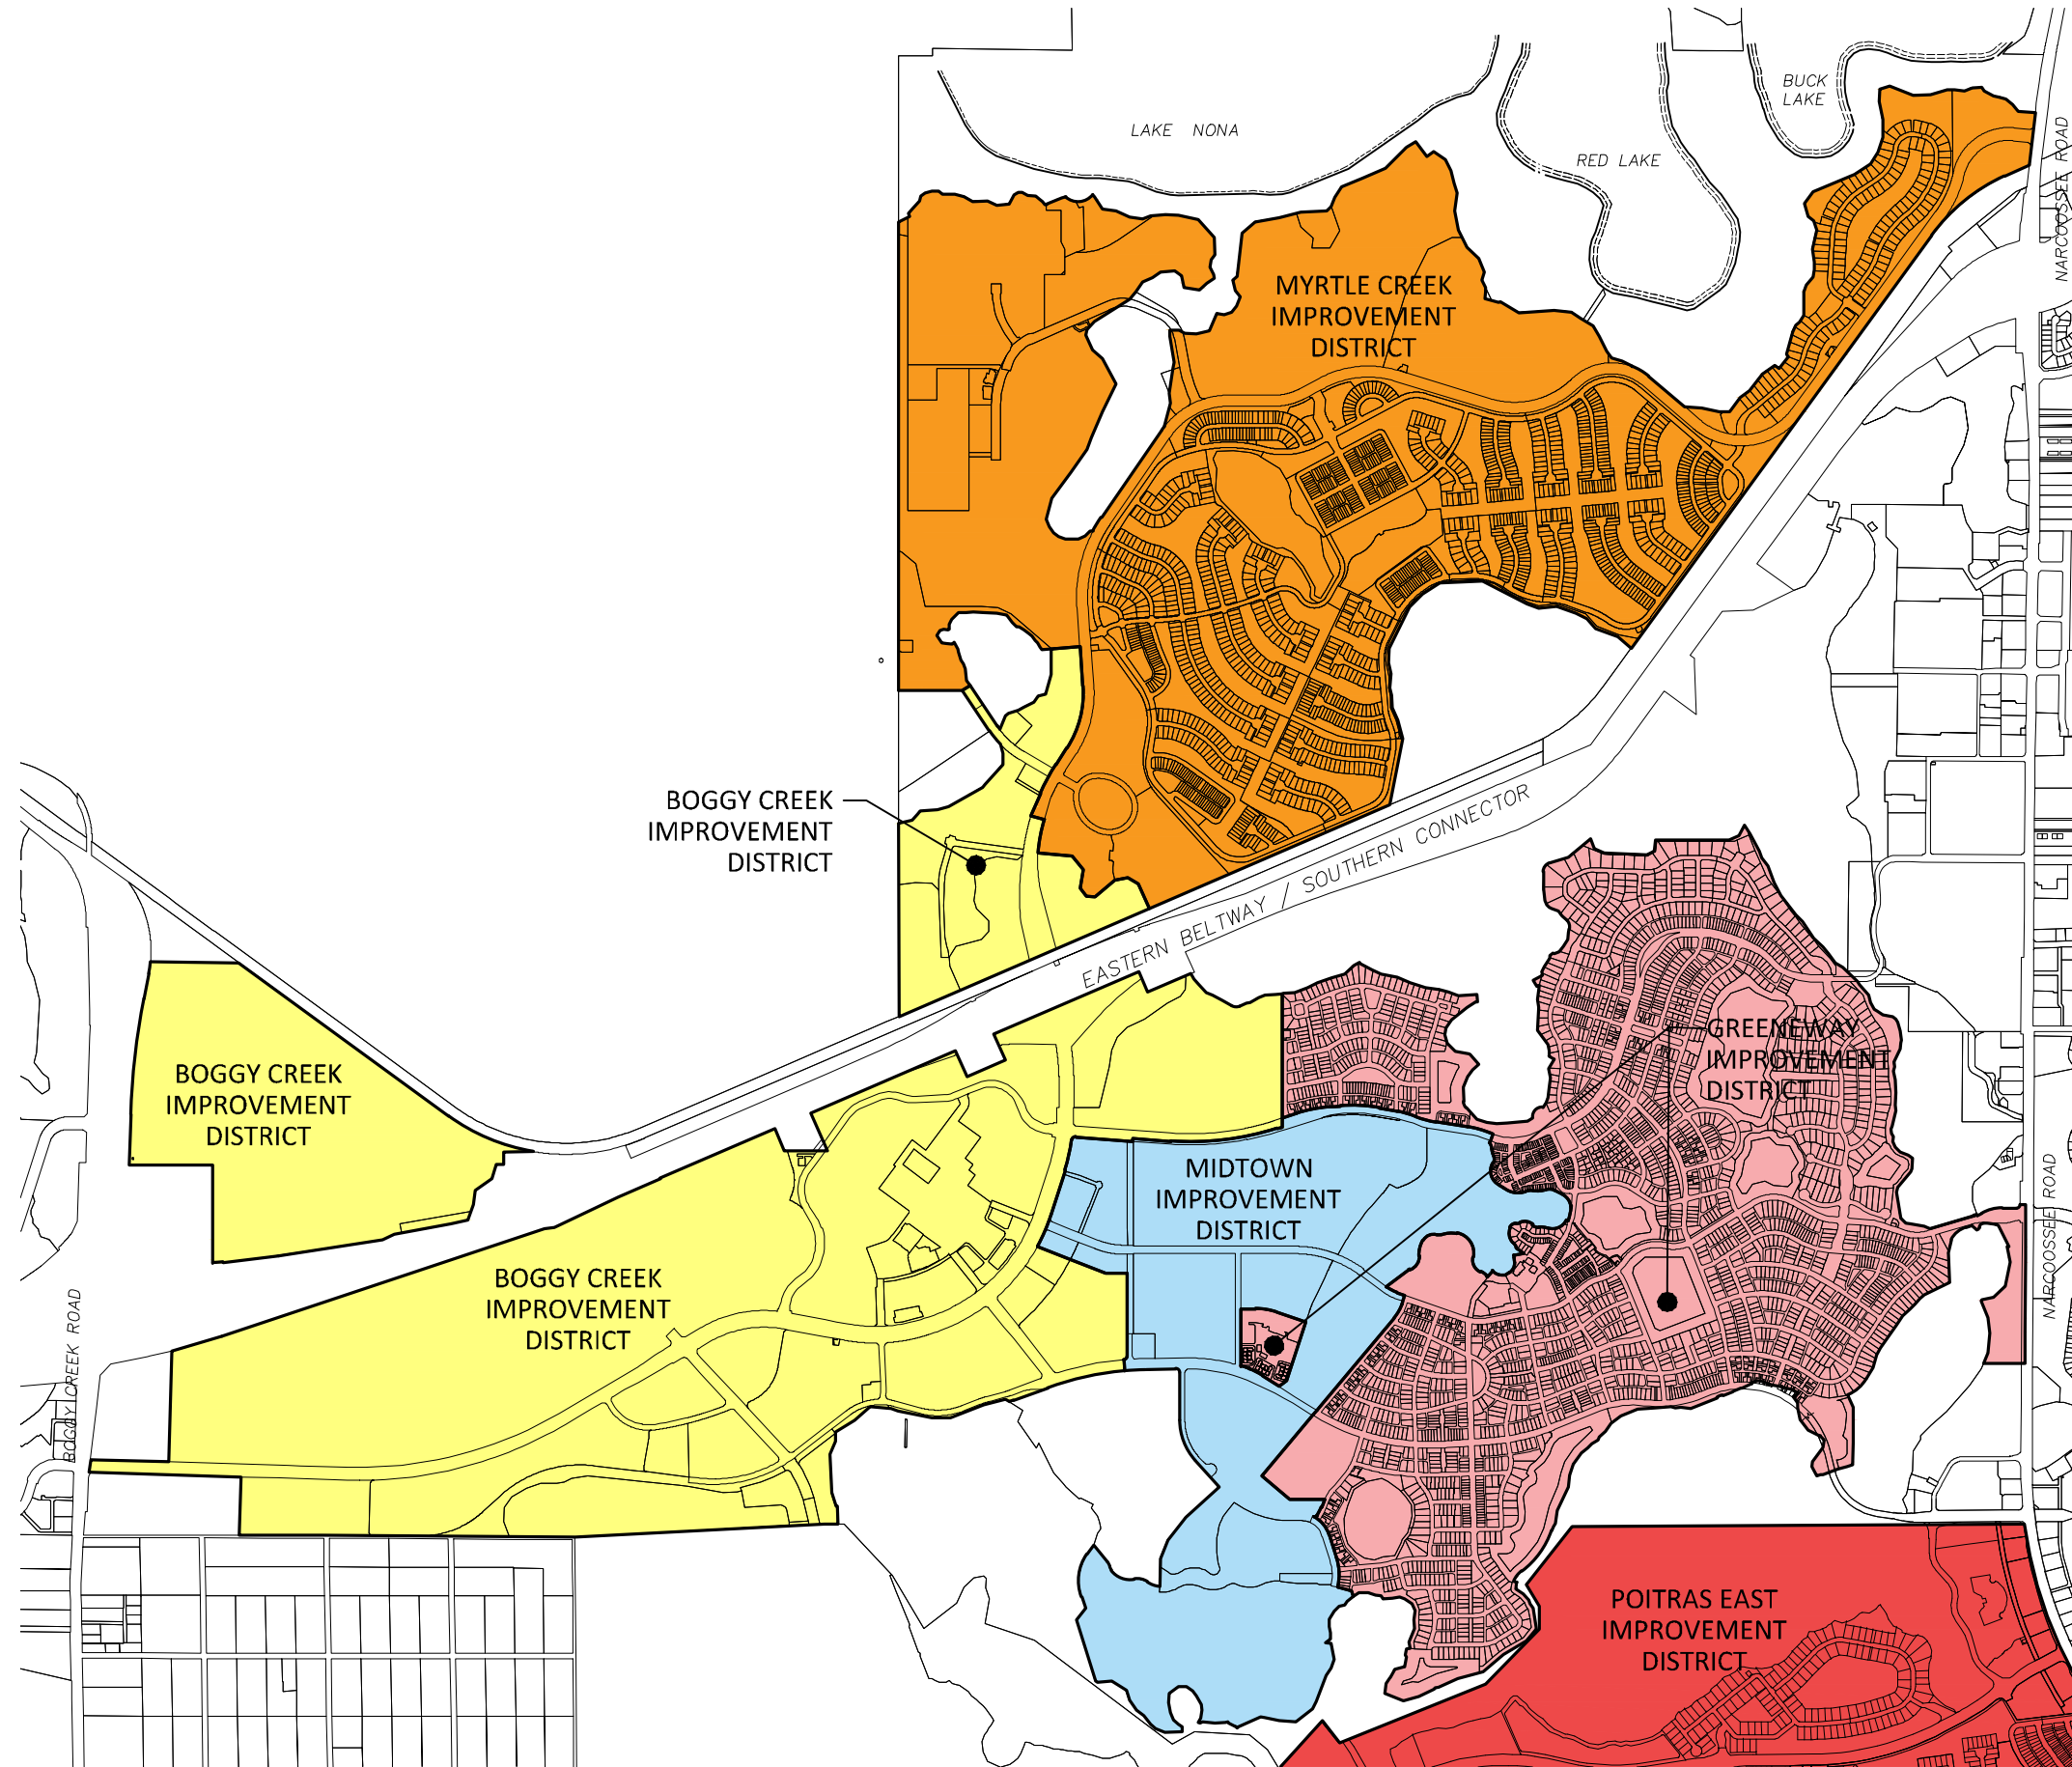 BUCK
LAKE
LAKE NONA
RED LAKE
NARCOOSSEE ROAD
MYRTLE CREEK
IMPROVEMENT
DISTRICT
BOGGY CREEK
IMPROVEMENT
DISTRICT
EASTERN BELTWAY / SOUTHERN CONNECTOR
GREENEWAY
IMPROVEMENT
DISTRICT
BOGGY CREEK
IMPROVEMENT
DISTRICT
MIDTOWN
IMPROVEMENT
DISTRICT
NARCOOSSEE ROAD
BOGGY CREEK
IMPROVEMENT
DISTRICT
BOGGY CREEK ROAD
POITRAS EAST
IMPROVEMENT
DISTRICT